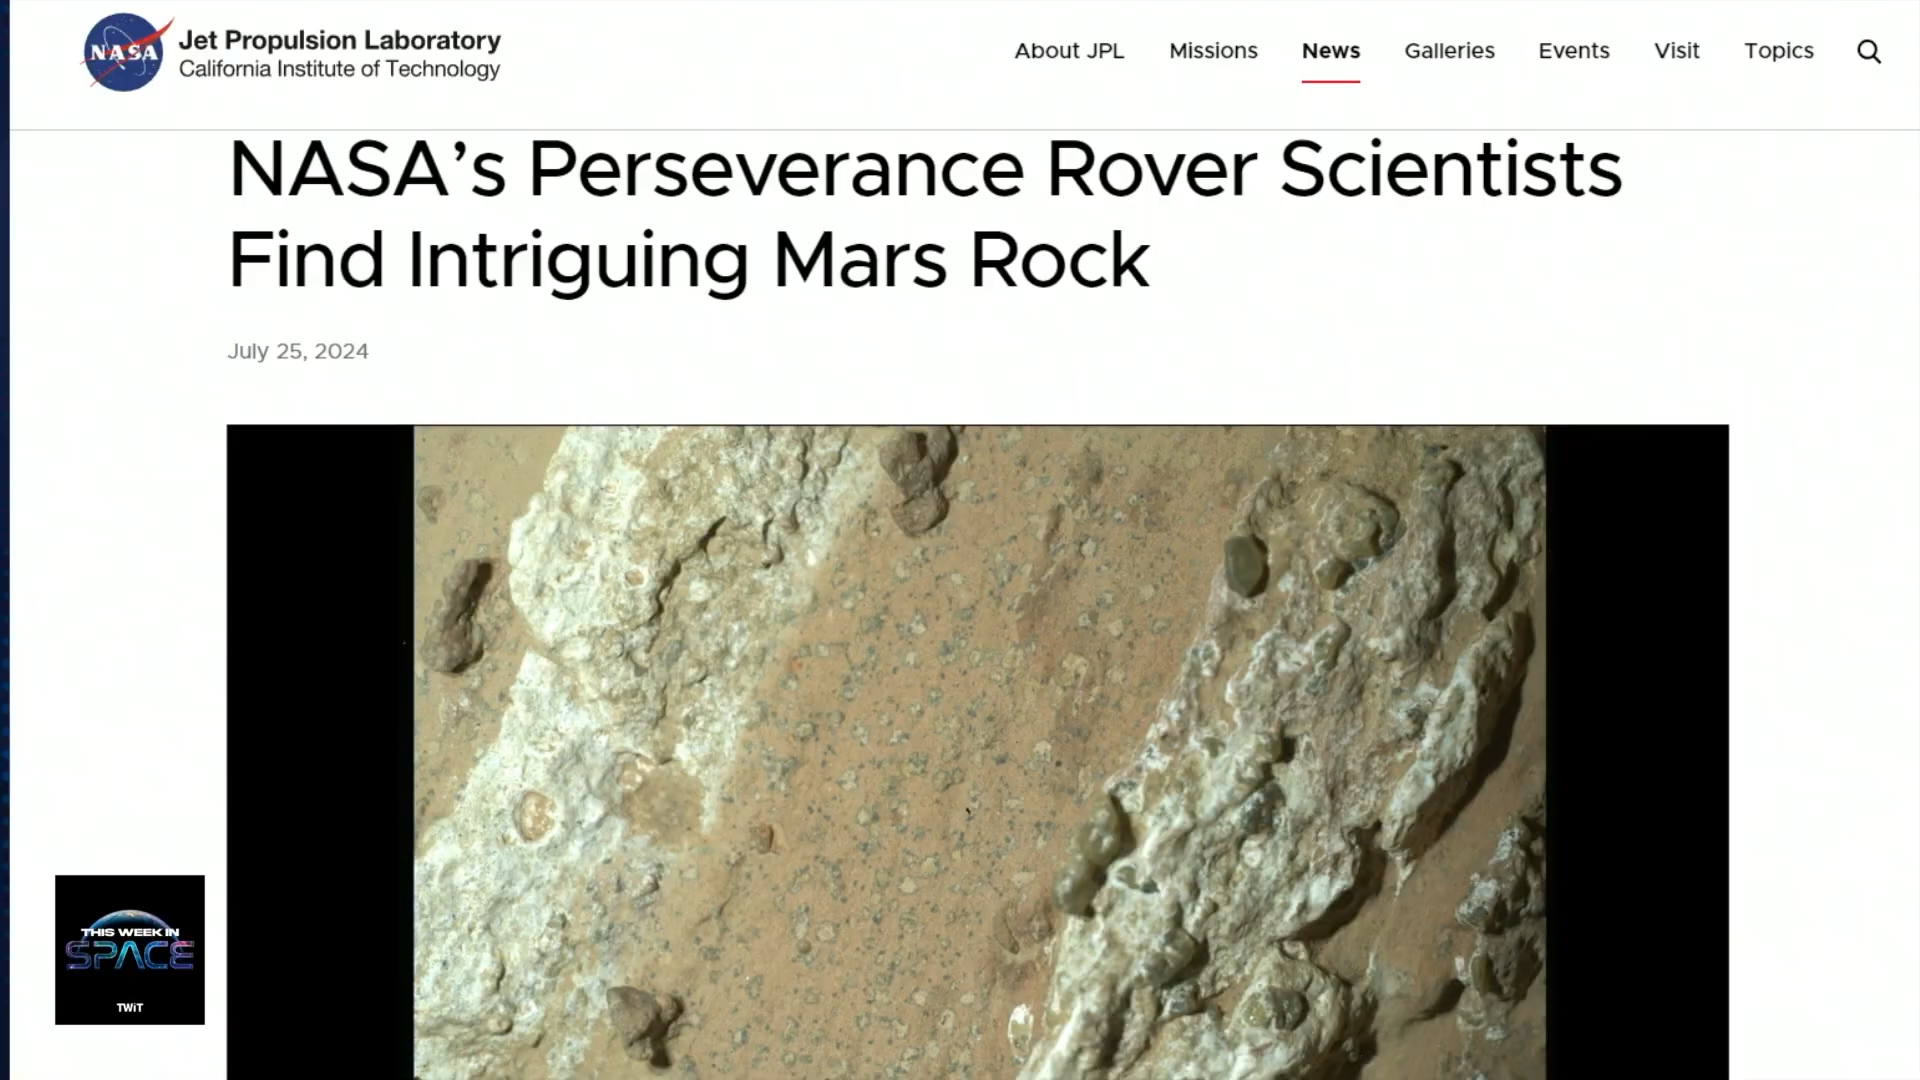 NASA
Jet Propulsion Laboratory
California Institute of Technology
About JPL Missions News Galleries Events Visit Topics
NASA’s Perseverance Rover Scientists
Find Intriguing Mars Rock
July 25, 2024
THIS WEEK IN
SPACE
TWiT